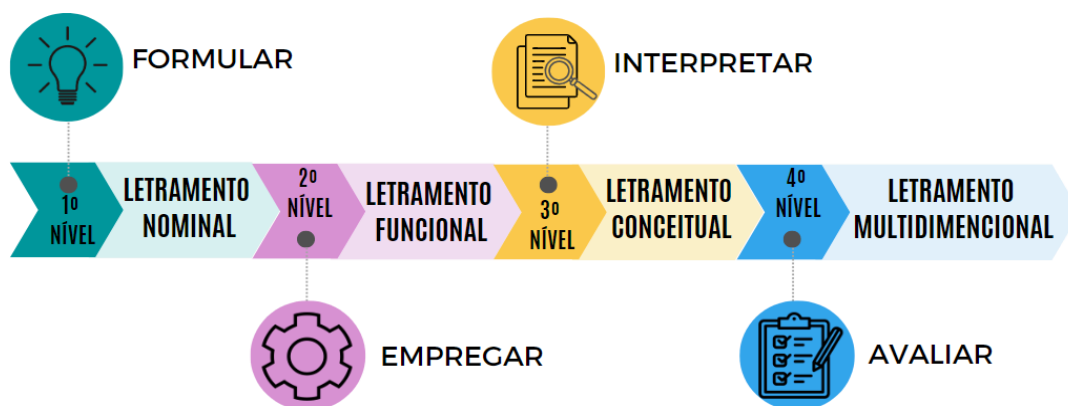 FORMULAR
INTERPRETAR
1º
NÍVEL
LETRAMENTO
NOMINAL
2º
NÍVEL
LETRAMENTO
FUNCIONAL
3º
NÍVEL
LETRAMENTO
CONCEITUAL
4º
NÍVEL
LETRAMENTO
MULTIDIMENCIONAL
EMPREGAR
AVALIAR